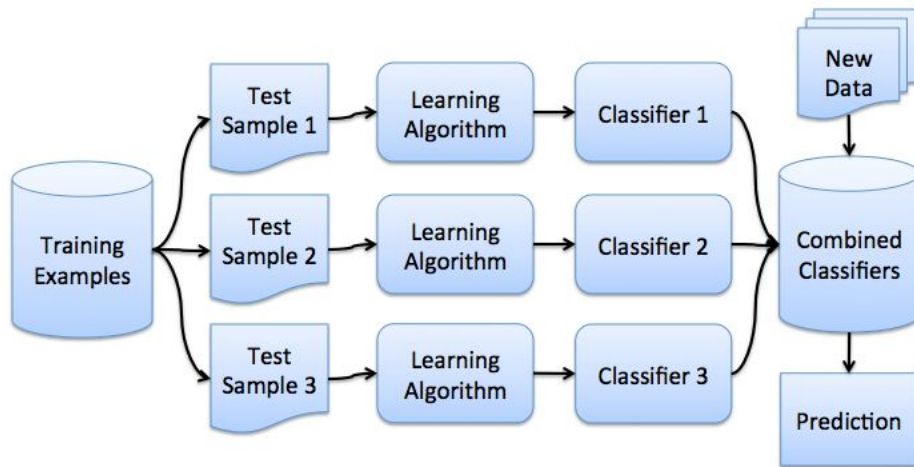 Training
Examples
Test
Sample 1
Learning
Algorithm
Classifier 1
Test
Sample 2
Learning
Algorithm
Classifier 2
Test
Sample 3
Learning
Algorithm
Classifier 3
New
Data
Combined
Classifiers
Prediction